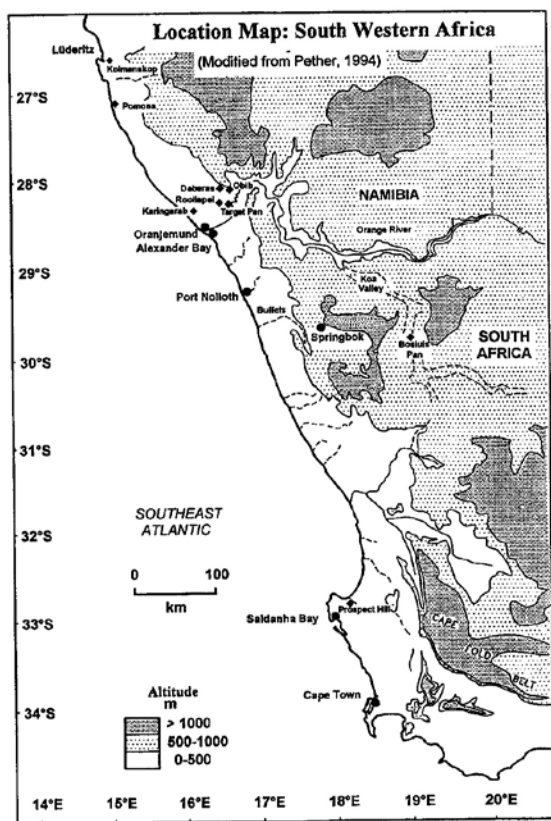 Location Map: South Western Africa
(Modified from Pether, 1994)
Lüderitz
Kolmanskop
27°S
Pomona
28°S
Daberas
Obib
Rooilepel
Karingarab
Target Pan
NAMIBIA
Oranjemund
Alexander Bay
Orange River
29°S
Koa
Valley
Port Nolloth
Buffels
Springbok
Bosluis
Pan
SOUTH
AFRICA
30°S
31°S
32°S
SOUTHEAST
ATLANTIC
0 100
km
33°S
Prospect Hill
Saldanha Bay
CAPE
FOLD
BELT
Cape Town
34°S
Altitude
m
> 1000
500-1000
0-500
14°E 15°E 16°E 17°E 18°E 19°E 20°E